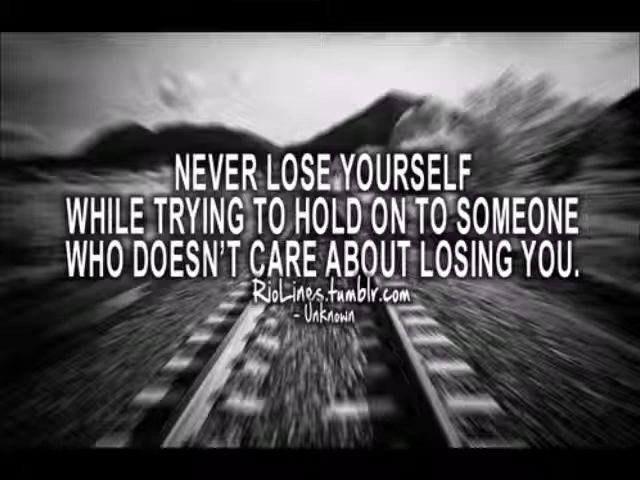 NEVER LOSE YOURSELF
WHILE TRYING TO HOLD ON TO SOMEONE
WHO DOESN'T CARE ABOUT LOSING YOU.
RioLines.tumblr.com
- Unknown